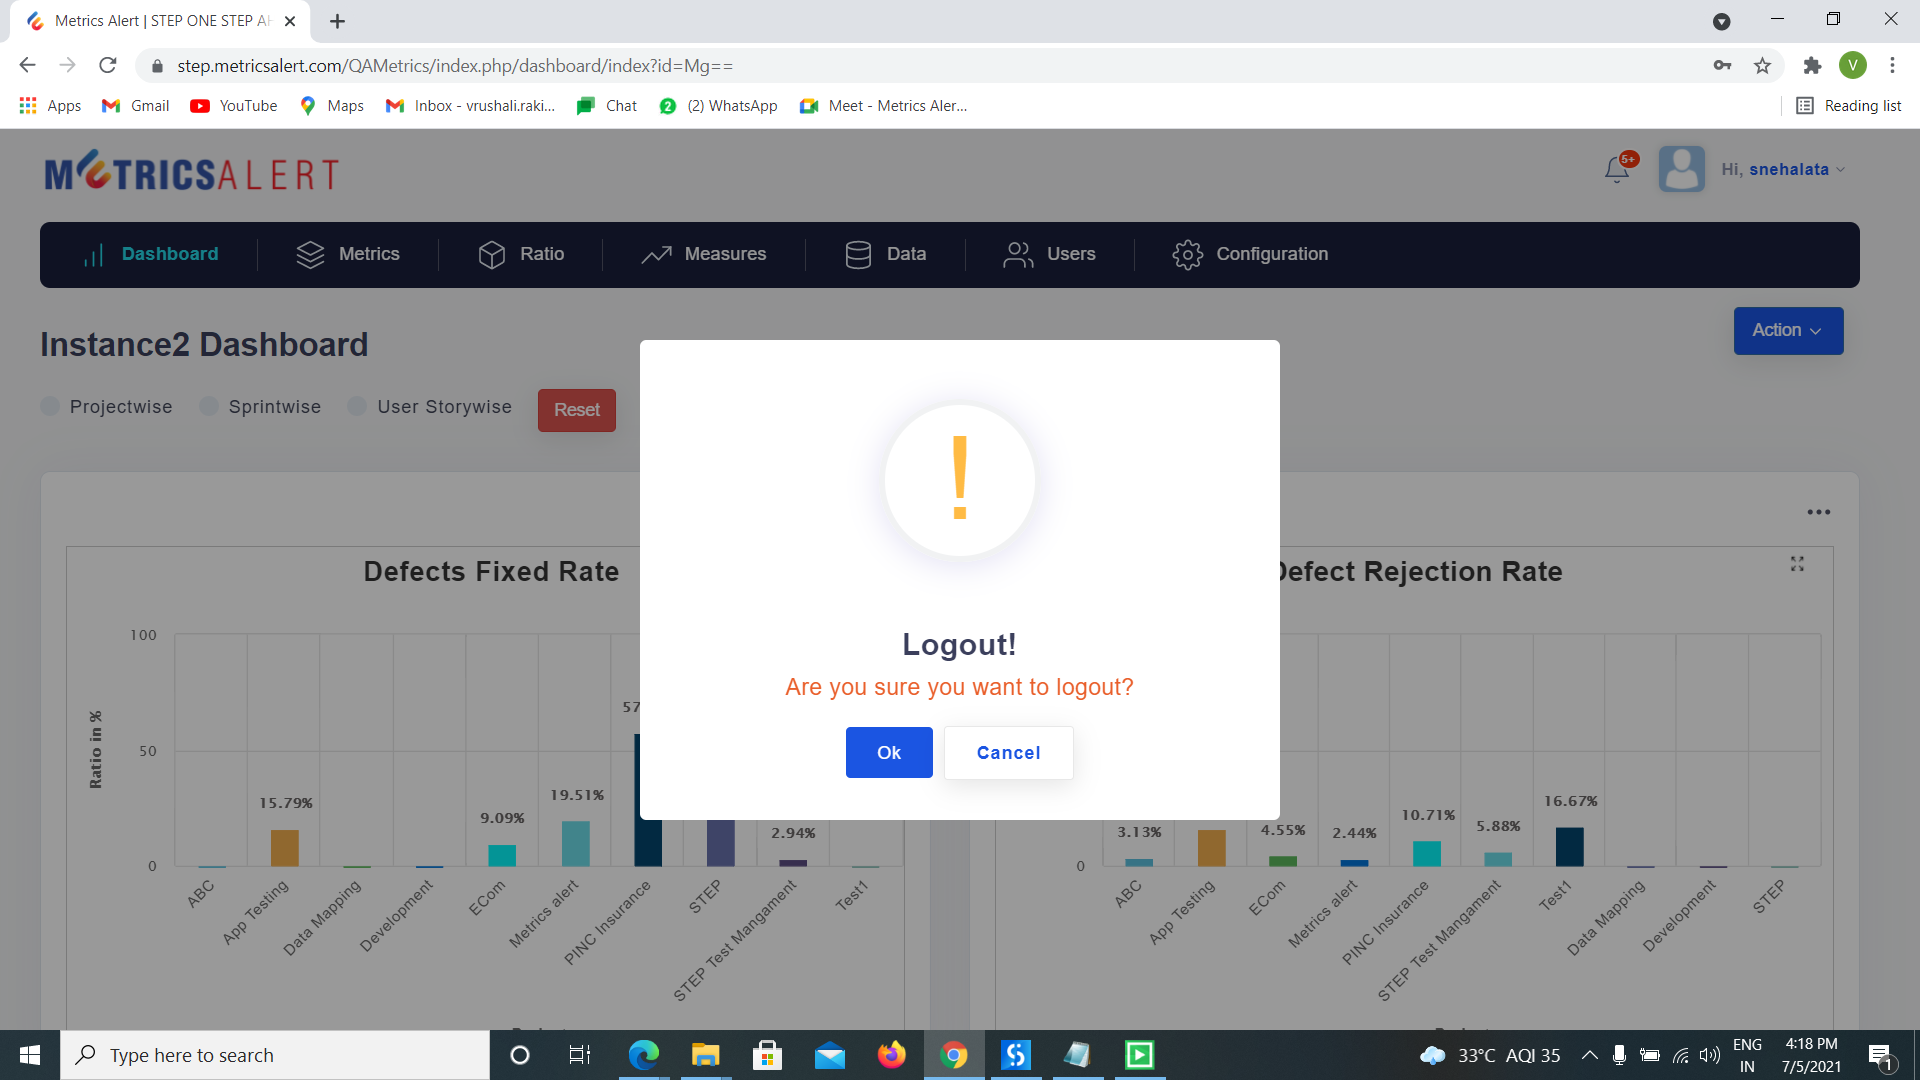 Metrics Alert | STEP ONE STEP AH
step.metricsalert.com/QAMetrics/index.php/dashboard/index?id=Mg==
V
Apps
Gmail
YouTube
Maps
Inbox - vrushali.raki...
Chat
2
(2) WhatsApp
Meet - Metrics Aler...
Reading list
METRICSALERT
5+
Hi, snehalata
Dashboard
Metrics
Ratio
Measures
Data
Users
Configuration
Instance2 Dashboard
Action
Projectwise
Sprintwise
User Storywise
Reset
!
Logout!
Are you sure you want to logout?
Ok
Cancel
Defects Fixed Rate
Ratio in %
100
50
0
15.79%
9.09%
19.51%
57
2.94%
ABC
App Testing
Data Mapping
Development
ECom
Metrics alert
PINC Insurance
STEP
STEP Test Mangament
Test1
Defect Rejection Rate
0
3.13%
4.55%
2.44%
10.71%
5.88%
16.67%
ABC
App Testing
ECom
Metrics alert
PINC Insurance
STEP Test Mangament
Test1
Data Mapping
Development
STEP
Type here to search
33°C AQI 35
ENG
IN
4:18 PM
7/5/2021
1